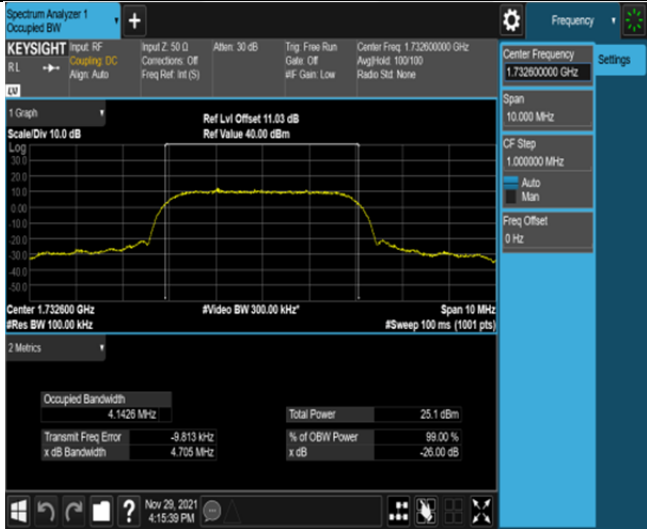 Spectrum Analyzer 1
Occupied BW
Frequency
KEYSIGHT
Input: RF
Input Z: 50 Ω
Atten: 30 dB
Trig: Free Run
Center Freq: 1.732600000 GHz
RL
Coupling: DC
Corrections: Off
Gate: Off
Avg|Hold: 100/100
Align: Auto
Freq Ref: Int (S)
#IF Gain: Low
Radio Std: None
LV
Center Frequency
1.732600000 GHz
Settings
Span
10.000 MHz
CF Step
1.000000 MHz
Auto
Man
Freq Offset
0 Hz
1 Graph
Ref Lvl Offset 11.03 dB
Scale/Div 10.0 dB
Ref Value 40.00 dBm
Log
30.0
20.0
10.0
0.00
-10.0
-20.0
-30.0
-40.0
-50.0
Center 1.732600 GHz
#Video BW 300.00 kHz*
Span 10 MHz
#Res BW 100.00 kHz
#Sweep 100 ms (1001 pts)
2 Metrics
Occupied Bandwidth
4.1426 MHz
Total Power
25.1 dBm
Transmit Freq Error
-9.813 kHz
% of OBW Power
99.00 %
x dB Bandwidth
4.705 MHz
x dB
-26.00 dB
?
Nov 29, 2021
4:15:39 PM